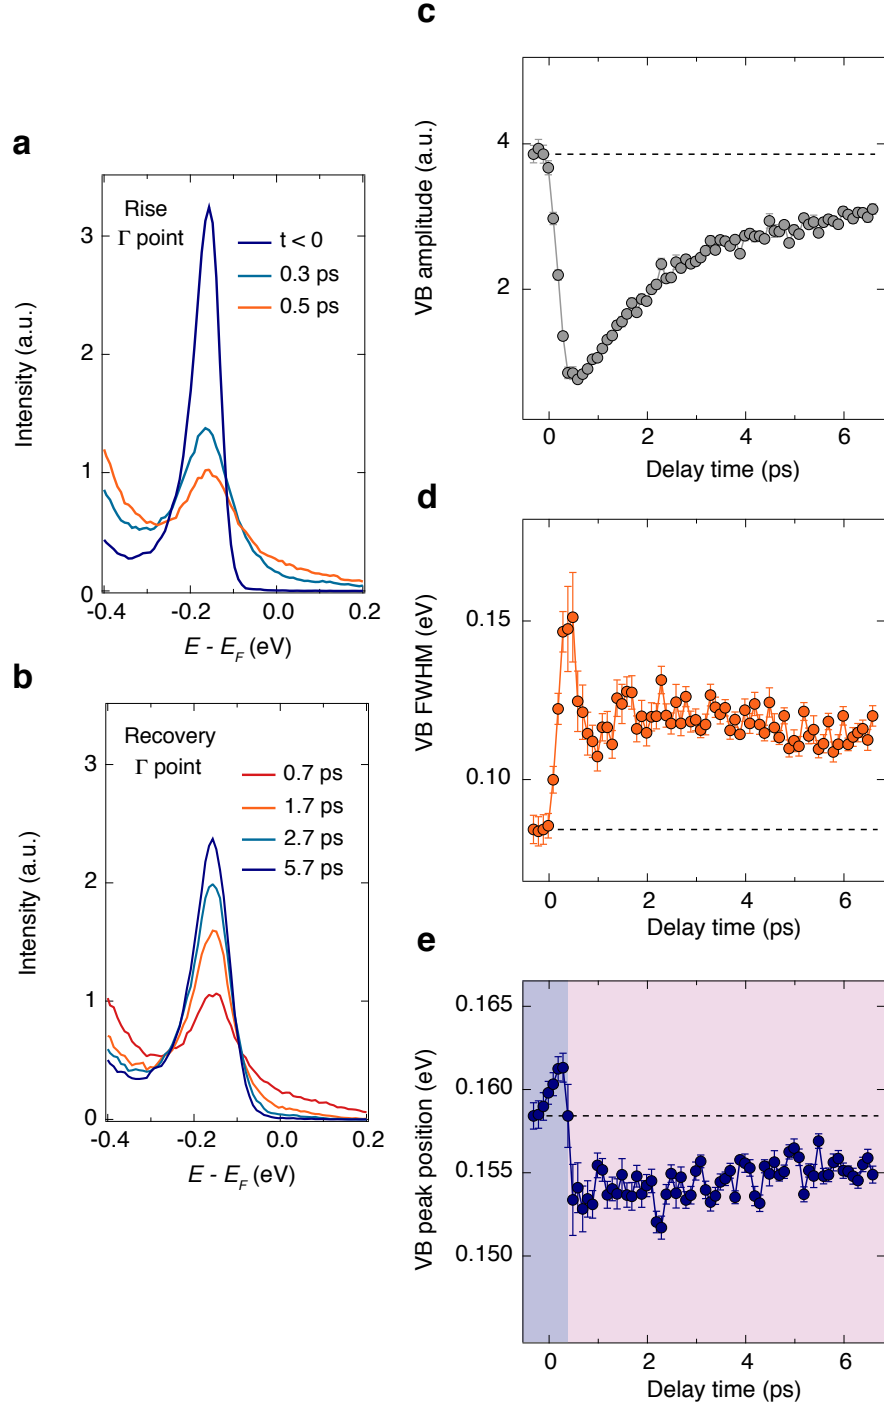 a
Rise
Γ point
t < 0
0.3 ps
0.5 ps
3
2
1
0
Intensity (a.u.)
-0.4
-0.2
0.0
0.2
E - E_F (eV)
b
Recovery
Γ point
0.7 ps
1.7 ps
2.7 ps
5.7 ps
3
2
1
0
Intensity (a.u.)
-0.4
-0.2
0.0
0.2
E - E_F (eV)
c
4
2
VB amplitude (a.u.)
0
2
4
6
Delay time (ps)
d
0.15
0.10
VB FWHM (eV)
0
2
4
6
Delay time (ps)
e
0.165
0.160
0.155
0.150
VB peak position (eV)
0
2
4
6
Delay time (ps)